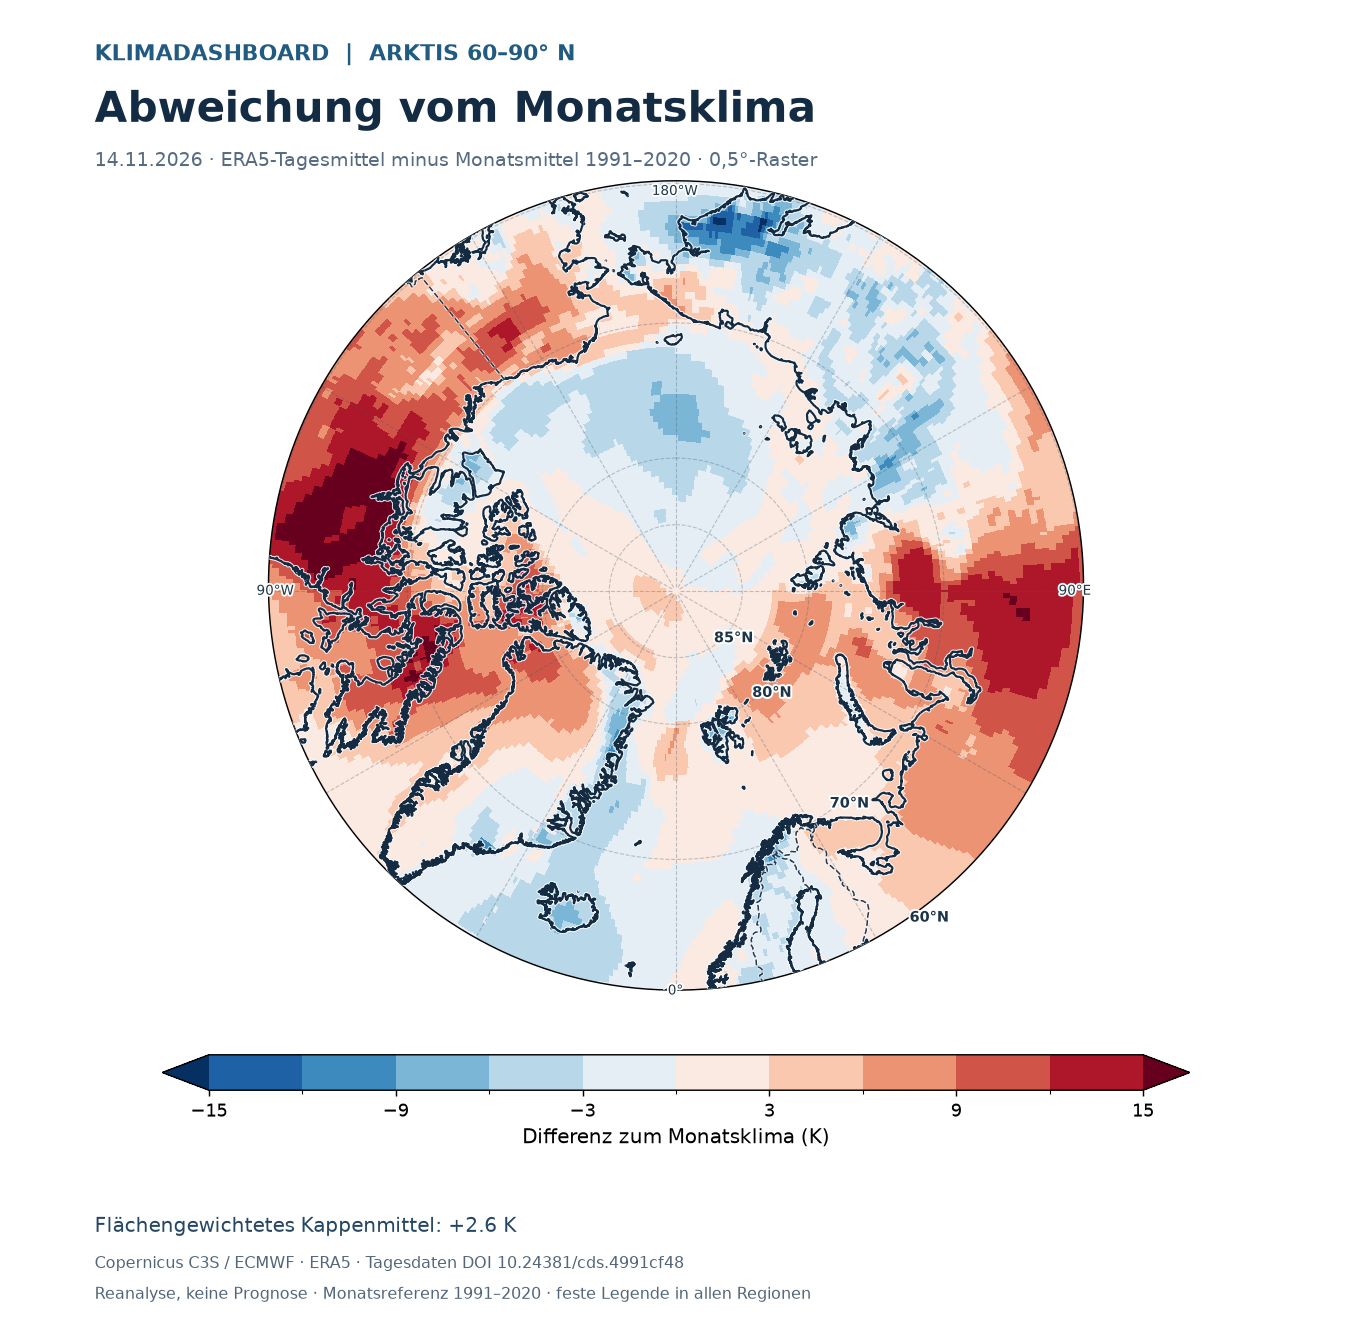 KLIMADASHBOARD | ARKTIS 60–90° N
Abweichung vom Monatsklima
14.11.2026 · ERA5-Tagesmittel minus Monatsmittel 1991–2020 · 0,5°-Raster
180°W
90°W
90°E
85°N
80°N
70°N
60°N
0°
−15 −9 −3 3 9 15
Differenz zum Monatsklima (K)
Flächengewichtetes Kappenmittel: +2.6 K
Copernicus C3S / ECMWF · ERA5 · Tagesdaten DOI 10.24381/cds.4991cf48
Reanalyse, keine Prognose · Monatsreferenz 1991–2020 · feste Legende in allen Regionen